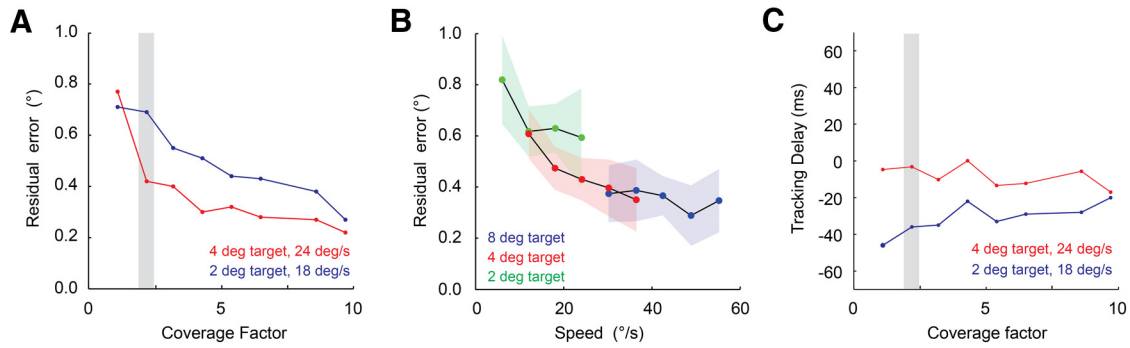 A
1.0
0.8
0.6
0.4
0.2
0.0
Residual error (°)
4 deg target, 24 deg/s
2 deg target, 18 deg/s
0
5
10
Coverage Factor
B
1.0
0.8
0.6
0.4
0.2
0.0
Residual error (°)
8 deg target
4 deg target
2 deg target
0
20
40
60
Speed (°/s)
C
60
40
20
0
-20
-40
-60
Tracking Delay (ms)
4 deg target, 24 deg/s
2 deg target, 18 deg/s
0
5
10
Coverage factor